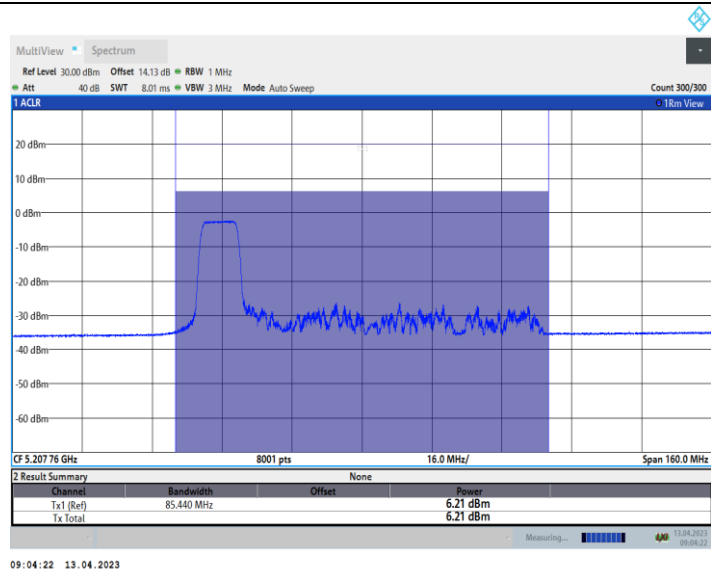 MultiView Spectrum
Ref Level 30.00 dBm Offset 14.13 dB RBW 1 MHz
Att 40 dB SWT 8.01 ms VBW 3 MHz Mode Auto Sweep Count 300/300
1 ACLR 1Rm View
20 dBm
10 dBm
0 dBm
-10 dBm
-20 dBm
-30 dBm
-40 dBm
-50 dBm
-60 dBm
CF 5.207 76 GHz 8001 pts 16.0 MHz/ Span 160.0 MHz
2 Result Summary None
Channel Bandwidth Offset Power
Tx1 (Ref) 85.440 MHz 6.21 dBm
Tx Total 6.21 dBm
Measuring... 13.04.2023
09:04:22
09:04:22 13.04.2023